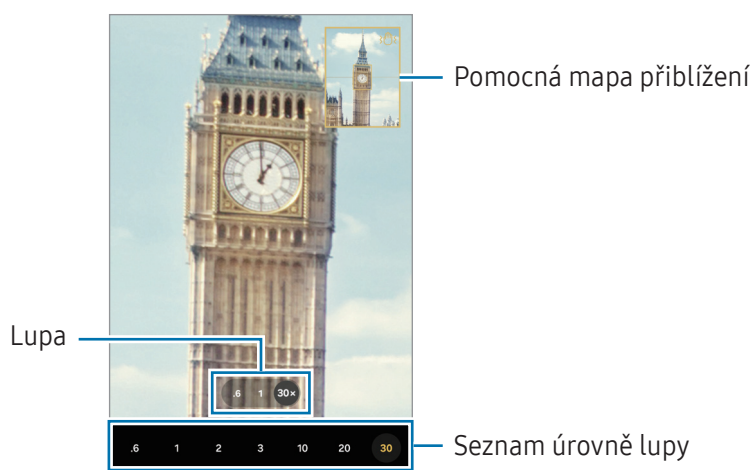 Pomocná mapa přiblížení
Lupa
.6 1 30×
.6 1 2 3 10 20 30
Seznam úrovně lupy